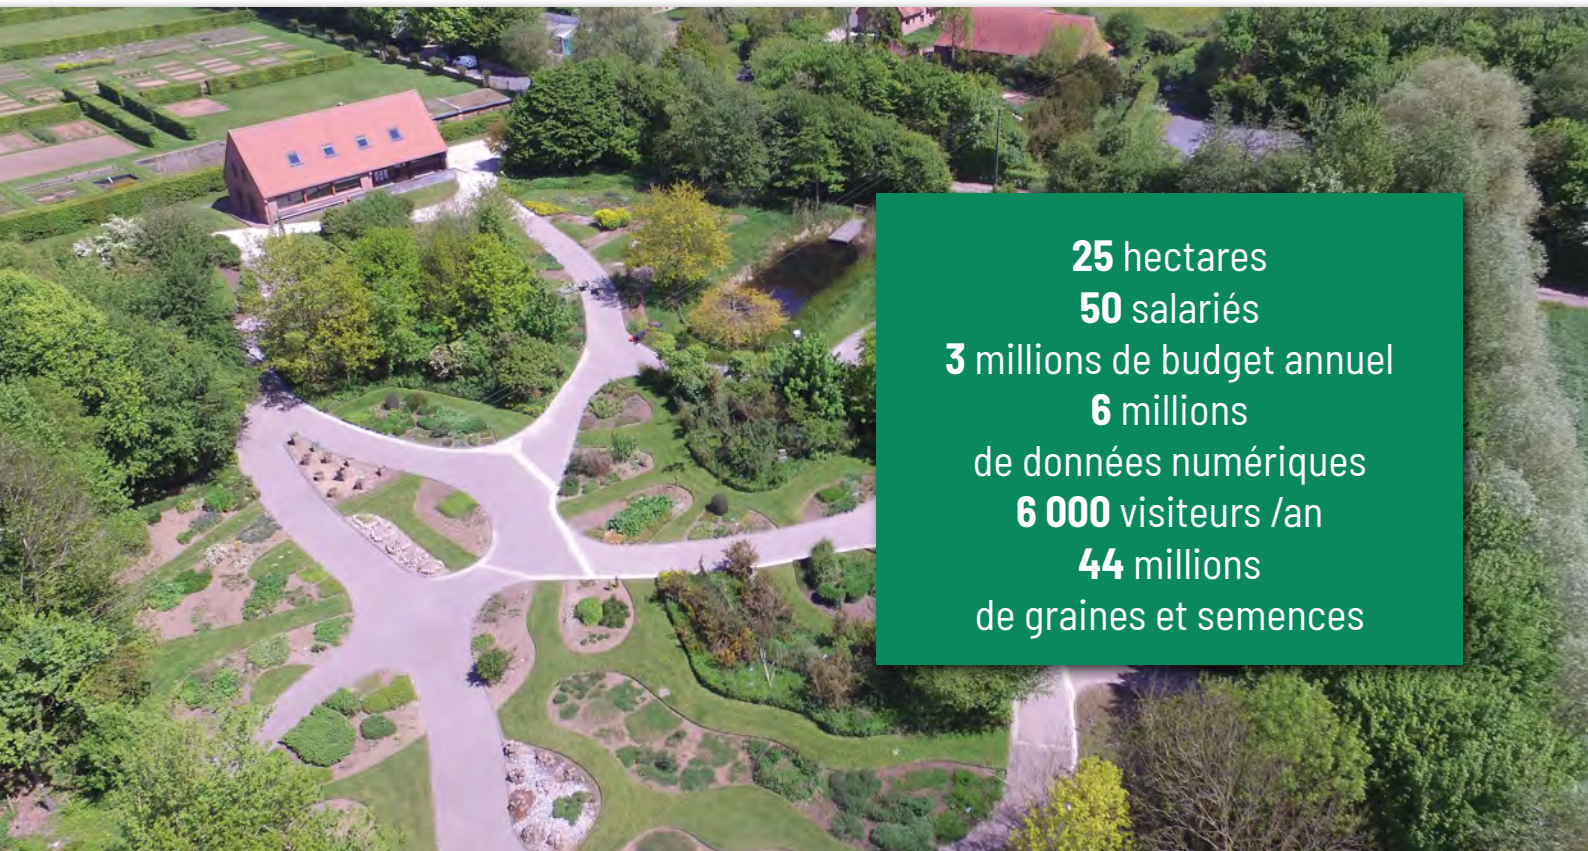 25 hectares
50 salariés
3 millions de budget annuel
6 millions
de données numériques
6 000 visiteurs /an
44 millions
de graines et semences